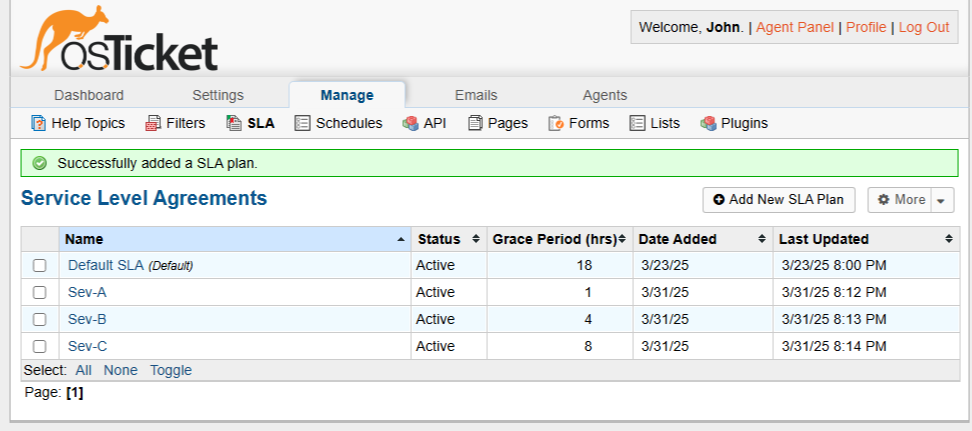 osTicket
Welcome, John. | Agent Panel | Profile | Log Out
Dashboard Settings Manage Emails Agents
Help Topics Filters SLA Schedules API Pages Forms Lists Plugins
Successfully added a SLA plan.
Service Level Agreements Add New SLA Plan More
Name Status Grace Period (hrs) Date Added Last Updated
Default SLA (Default) Active 18 3/23/25 3/23/25 8:00 PM
Sev-A Active 1 3/31/25 3/31/25 8:12 PM
Sev-B Active 4 3/31/25 3/31/25 8:13 PM
Sev-C Active 8 3/31/25 3/31/25 8:14 PM
Select: All None Toggle
Page: [1]